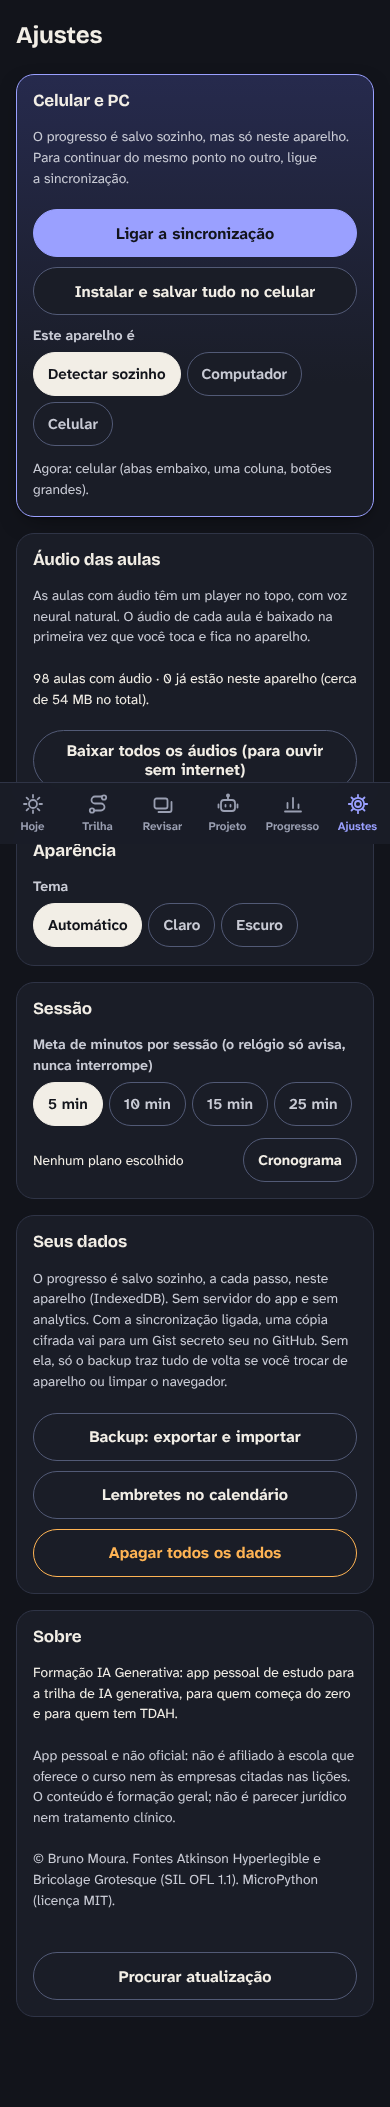 Ajustes
Celular e PC
O progresso é salvo sozinho, mas só neste aparelho.
Para continuar do mesmo ponto no outro, ligue
a sincronização.
Ligar a sincronização
Instalar e salvar tudo no celular
Este aparelho é
Detectar sozinho
Computador
Celular
Agora: celular (abas embaixo, uma coluna, botões
grandes).
Áudio das aulas
As aulas com áudio têm um player no topo, com voz
neural natural. O áudio de cada aula é baixado na
primeira vez que você toca e fica no aparelho.
98 aulas com áudio · 0 já estão neste aparelho (cerca
de 54 MB no total).
Baixar todos os áudios (para ouvir
sem internet)
Hoje
Trilha
Revisar
Projeto
Progresso
Ajustes
Aparência
Tema
Automático
Claro
Escuro
Sessão
Meta de minutos por sessão (o relógio só avisa,
nunca interrompe)
5 min
10 min
15 min
25 min
Nenhum plano escolhido
Cronograma
Seus dados
O progresso é salvo sozinho, a cada passo, neste
aparelho (IndexedDB). Sem servidor do app e sem
analytics. Com a sincronização ligada, uma cópia
cifrada vai para um Gist secreto seu no GitHub. Sem
ela, só o backup traz tudo de volta se você trocar de
aparelho ou limpar o navegador.
Backup: exportar e importar
Lembretes no calendário
Apagar todos os dados
Sobre
Formação IA Generativa: app pessoal de estudo para
a trilha de IA generativa, para quem começa do zero
e para quem tem TDAH.
App pessoal e não oficial: não é afiliado à escola que
oferece o curso nem às empresas citadas nas lições.
O conteúdo é formação geral; não é parecer jurídico
nem tratamento clínico.
© Bruno Moura. Fontes Atkinson Hyperlegible e
Bricolage Grotesque (SIL OFL 1.1). MicroPython
(licença MIT).
Procurar atualização